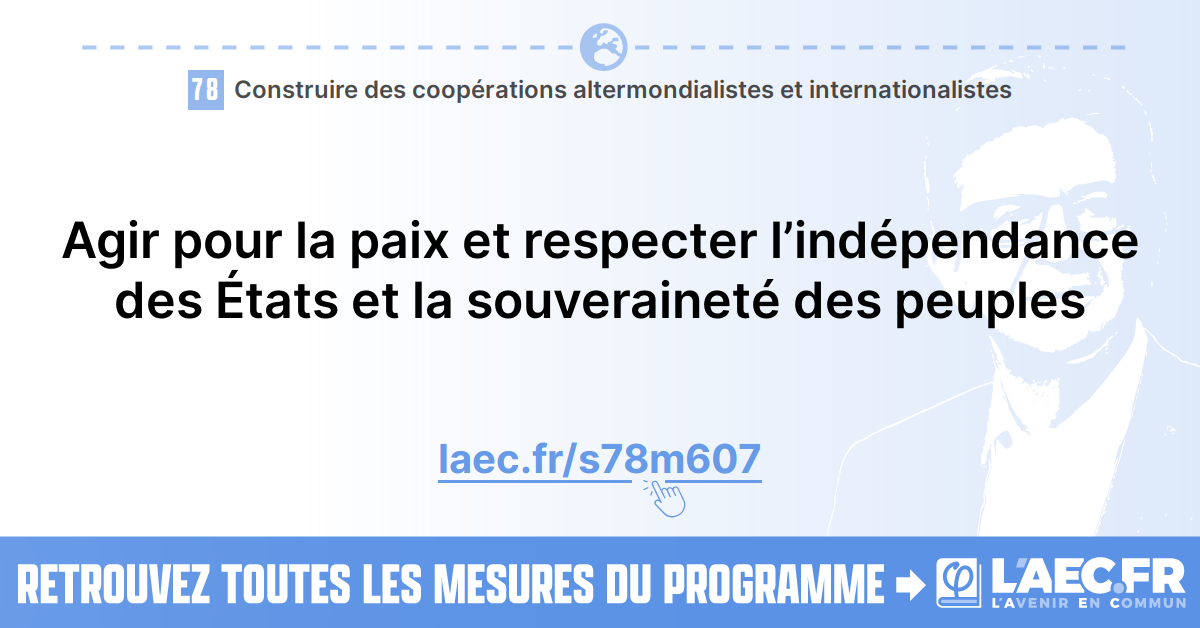 78 Construire des coopérations altermondialistes et internationalistes
Agir pour la paix et respecter l’indépendance
des États et la souveraineté des peuples
laec.fr/s78m607
RETROUVEZ TOUTES LES MESURES DU PROGRAMME
L'AEC.FR
L'AVENIR EN COMMUN